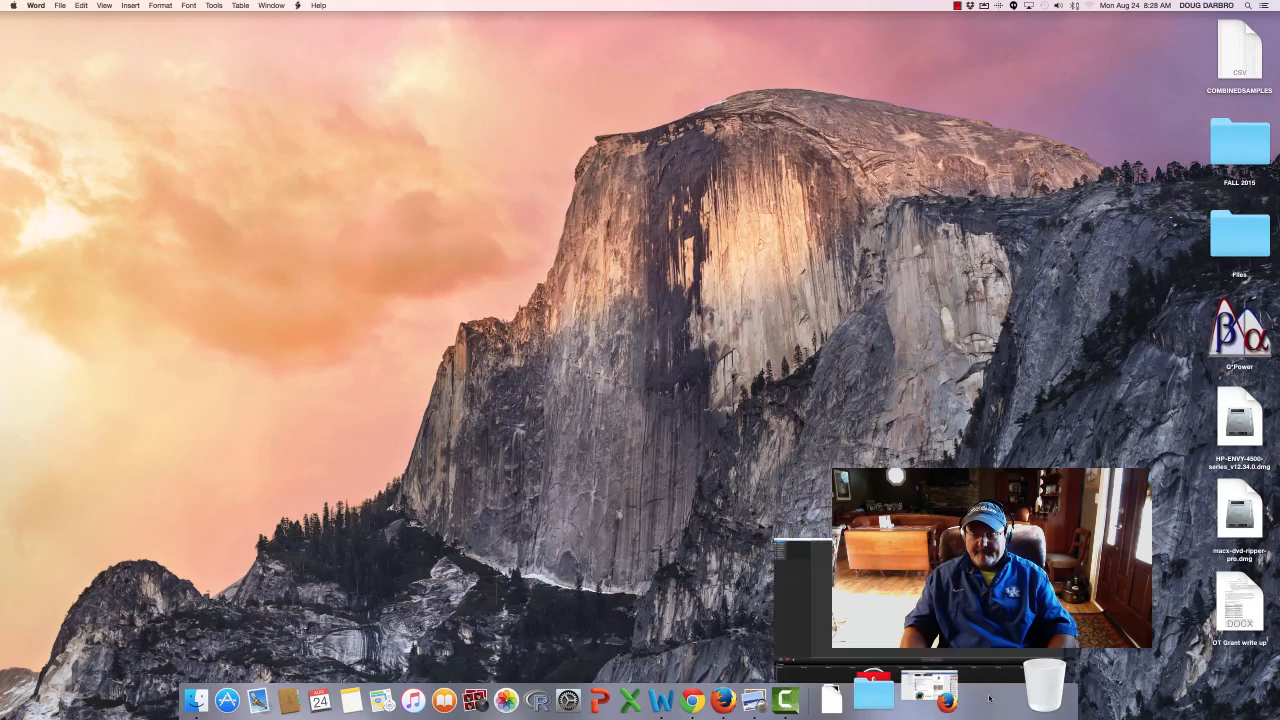 Word File Edit View Insert Format Font Tools Table Window Help Mon Aug 24 8:28 AM DOUG DARBRO
CSV
COMBINEDSAMPLES
FALL 2015
Files
β α
G*Power
HP-ENVY-4500-
series_v12.34.0.dmg
macx-dvd-ripper-
pro.dmg
UK
DOCX
OT Grant write up
AUG
24